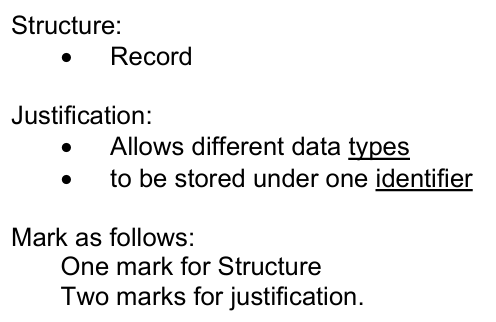 Structure:
• Record
Justification:
• Allows different data types
• to be stored under one identifier
Mark as follows:
One mark for Structure
Two marks for justification.